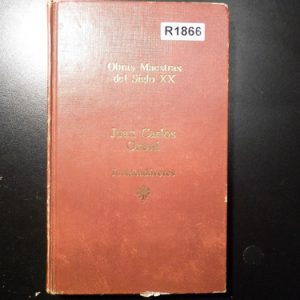 R1866
Obras Maestras
del Siglo XX
Juan Carlos
Onetti
Juntacadáveres